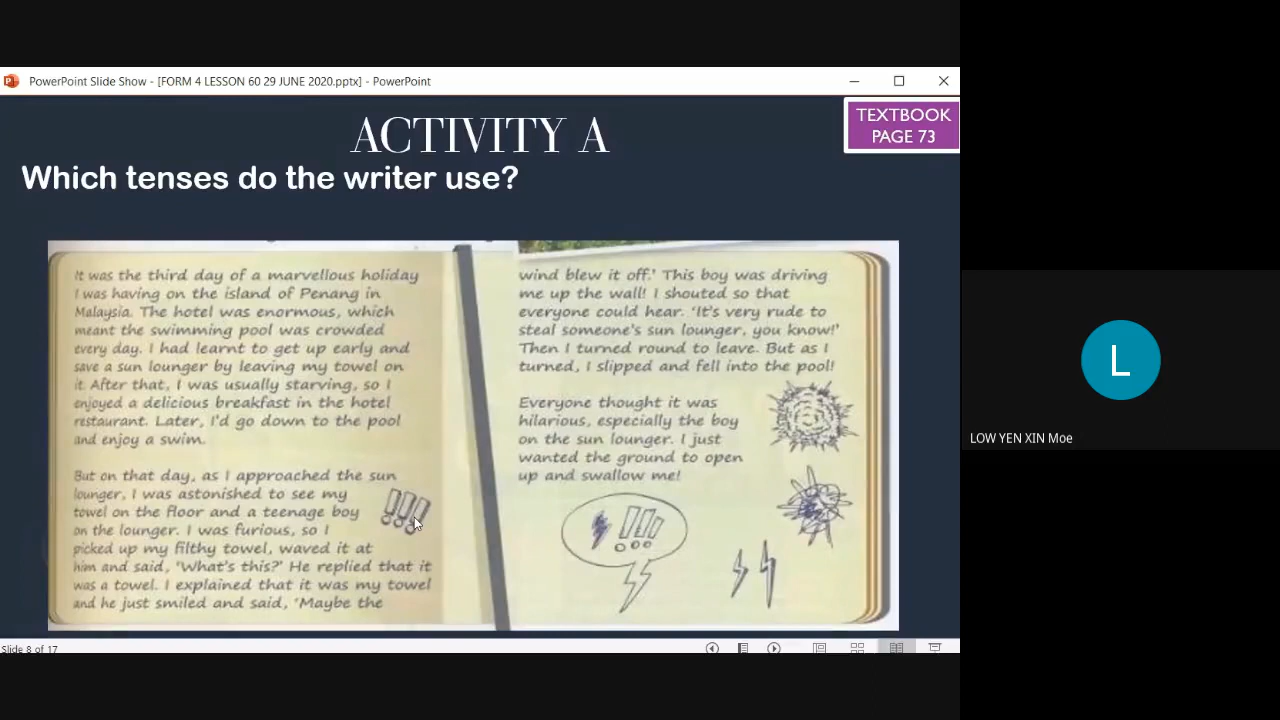 PowerPoint Slide Show - [FORM 4 LESSON 60 29 JUNE 2020.pptx] - PowerPoint
TEXTBOOK
PAGE 73
ACTIVITY A
Which tenses do the writer use?
It was the third day of a marvellous holiday
I was having on the island of Penang in
Malaysia. The hotel was enormous, which
meant the swimming pool was crowded
every day. I had learnt to get up early and
save a sun lounger by leaving my towel on
it. After that, I was usually starving, so I
enjoyed a delicious breakfast in the hotel
restaurant. Later, I'd go down to the pool
and enjoy a swim.
But on that day, as I approached the sun
lounger, I was astonished to see my
towel on the floor and a teenage boy
on the lounger. I was furious, so I
picked up my filthy towel, waved it at
him and said, 'What's this?' He replied that it
was a towel. I explained that it was my towel
and he just smiled and said, 'Maybe the
wind blew it off.' This boy was driving
me up the wall! I shouted so that
everyone could hear. 'It's very rude to
steal someone's sun lounger, you know!'
Then I turned round to leave. But as I
turned, I slipped and fell into the pool!
Everyone thought it was
hilarious, especially the boy
on the sun lounger. I just
wanted the ground to open
up and swallow me!
!!!
!!!
Slide 8 of 17
L
LOW YEN XIN Moe